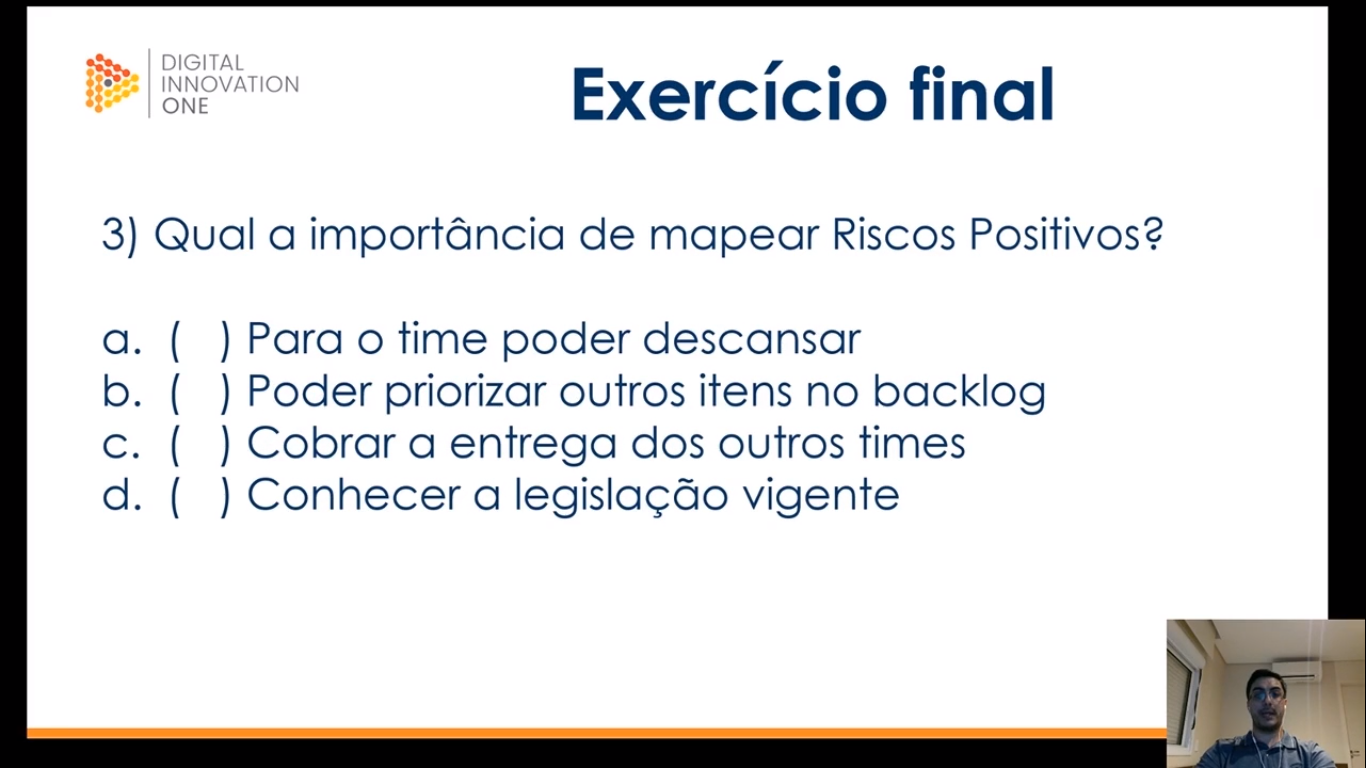 DIGITAL
INNOVATION
ONE
Exercício final
3) Qual a importância de mapear Riscos Positivos?
a. (   ) Para o time poder descansar
b. (   ) Poder priorizar outros itens no backlog
c. (   ) Cobrar a entrega dos outros times
d. (   ) Conhecer a legislação vigente